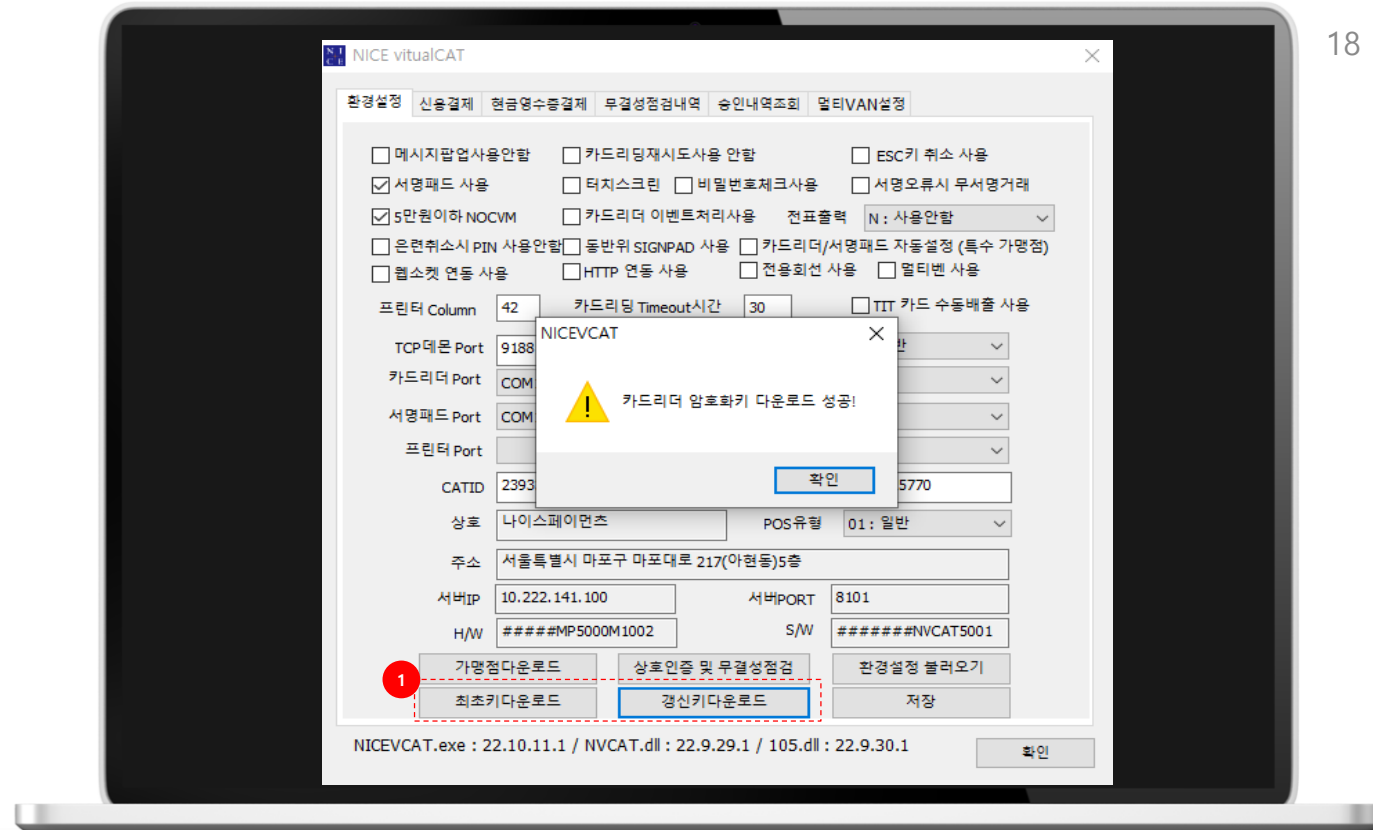 18
NICE vitualCAT
환경설정 신용결제 현금영수증결제 무결성점검내역 승인내역조회 멀티VAN설정
메시지팝업사용안함 카드리딩재시도사용 안함 ESC키 취소 사용
서명패드 사용 터치스크린 비밀번호체크사용 서명오류시 무서명거래
5만원이하 NOCVM 카드리더 이벤트처리사용 전표출력 N : 사용안함
은련취소시 PIN 사용안함 동반위 SIGNPAD 사용 카드리더/서명패드 자동설정 (특수 가맹점)
웹소켓 연동 사용 HTTP 연동 사용 전용회선 사용 멀티벤 사용
프린터 Column 42 카드리딩 Timeout시간 30 TIT 카드 수동배출 사용
NICEVCAT
TCP데몬 Port 9188
카드리더 Port COM
카드리더 암호화키 다운로드 성공!
서명패드 Port COM
프린터 Port
확인
CATID 2393 5770
상호 나이스페이먼츠 POS유형 01 : 일반
주소 서울특별시 마포구 마포대로 217(아현동)5층
서버IP 10.222.141.100 서버PORT 8101
H/W #####MP5000M1002 S/W #######NVCAT5001
가맹점다운로드 상호인증 및 무결성점검 환경설정 불러오기
1
최초키다운로드 갱신키다운로드 저장
NICEVCAT.exe : 22.10.11.1 / NVCAT.dll : 22.9.29.1 / 105.dll : 22.9.30.1
확인